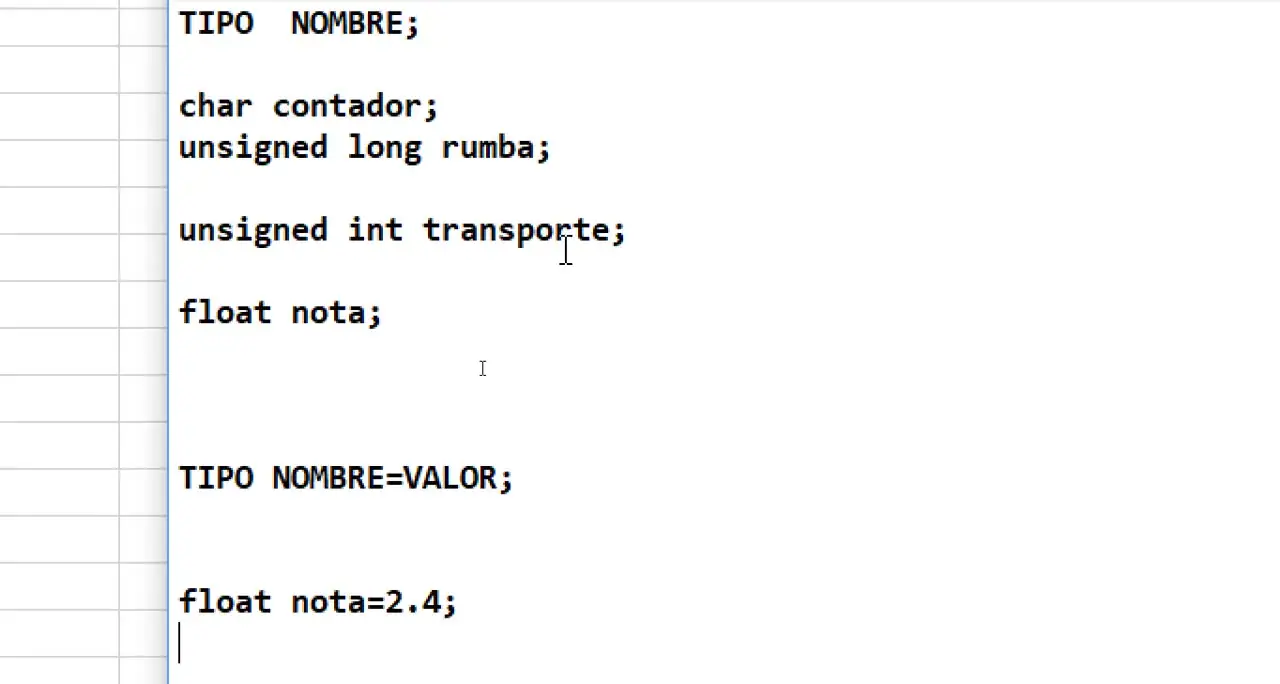 TIPO  NOMBRE;
char contador;
unsigned long rumba;
unsigned int transporte;
float nota;
TIPO NOMBRE=VALOR;
float nota=2.4;